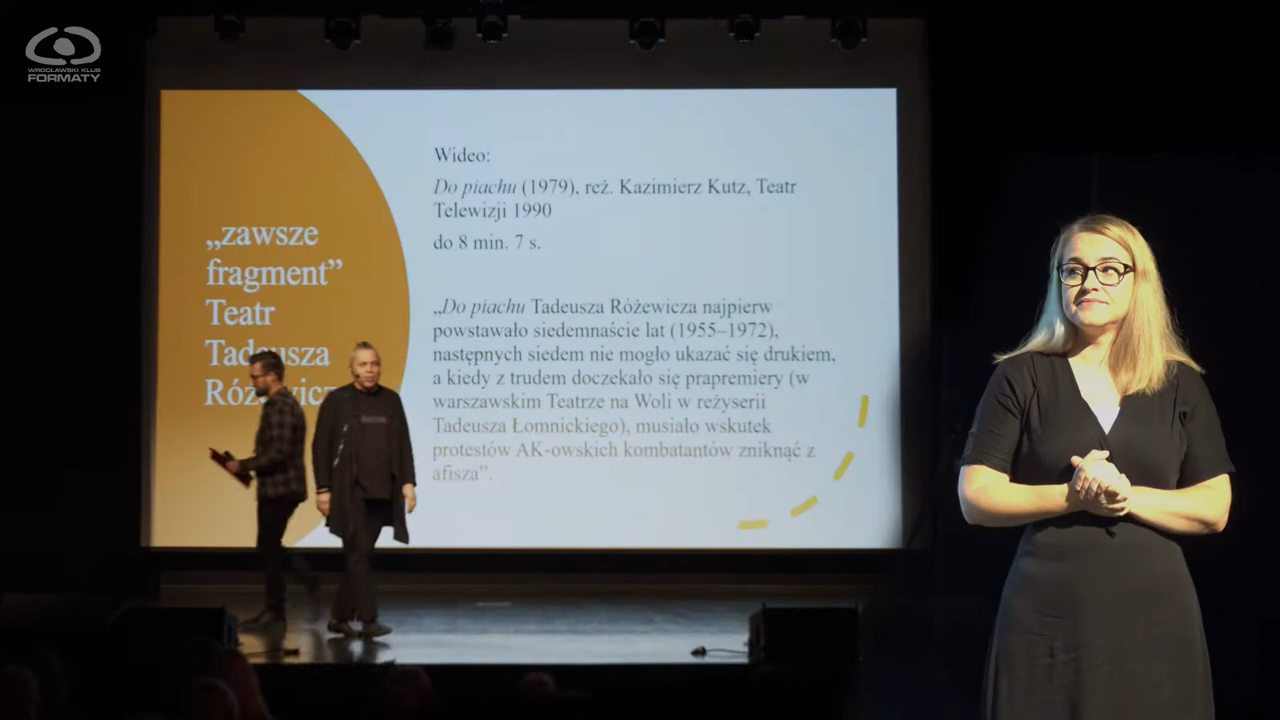 WROCŁAWSKI KLUB
FORMATY
„zawsze
fragment”
Teatr
Tadeusza
Wideo:
Do piachu (1979), reż. Kazimierz Kutz, Teatr
Telewizji 1990
do 8 min. 7 s.
„Do piachu Tadeusza Różewicza najpierw
powstawało siedemnaście lat (1955–1972),
następnych siedem nie mogło ukazać się drukiem,
a kiedy z trudem doczekało się prapremiery (w
warszawskim Teatrze na Woli w reżyserii
Tadeusza Łomnickiego), musiało wskutek
protestów AK-owskich kombatantów zniknąć z
afisza”.